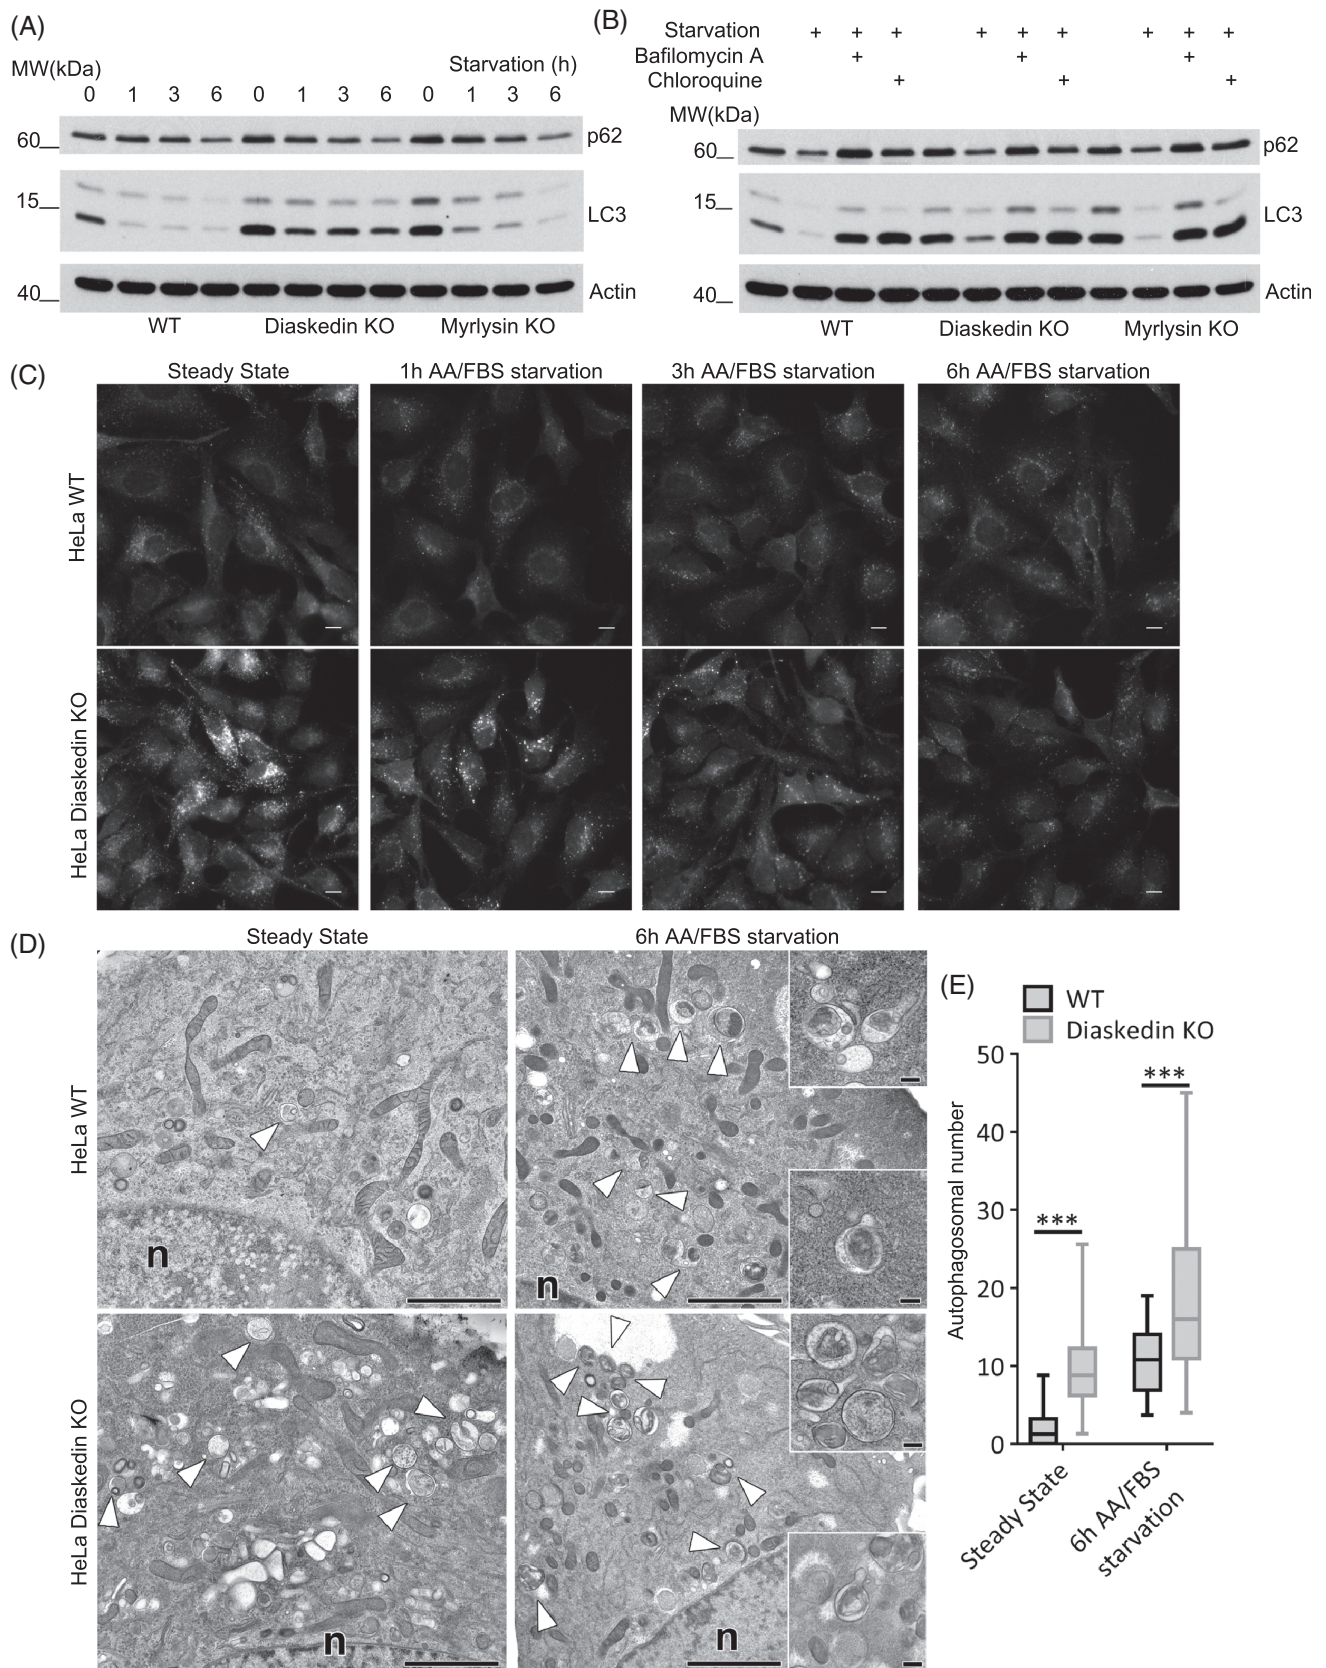 (A)
MW(kDa)
Starvation (h)
0 1 3 6 0 1 3 6 0 1 3 6
60
p62
15
LC3
40
Actin
WT Diaskedin KO Myrlysin KO
(B)
Starvation + + + + + + + + +
Bafilomycin A + + +
Chloroquine + + +
MW(kDa)
60
p62
15
LC3
40
Actin
WT Diaskedin KO Myrlysin KO
(C)
Steady State 1h AA/FBS starvation 3h AA/FBS starvation 6h AA/FBS starvation
HeLa WT
HeLa Diaskedin KO
(D)
Steady State 6h AA/FBS starvation
HeLa WT
n
n
HeLa Diaskedin KO
n
n
(E)
WT
Diaskedin KO
Autophagosomal number
50
40
30
20
10
0
***
***
Steady State
6h AA/FBS
starvation